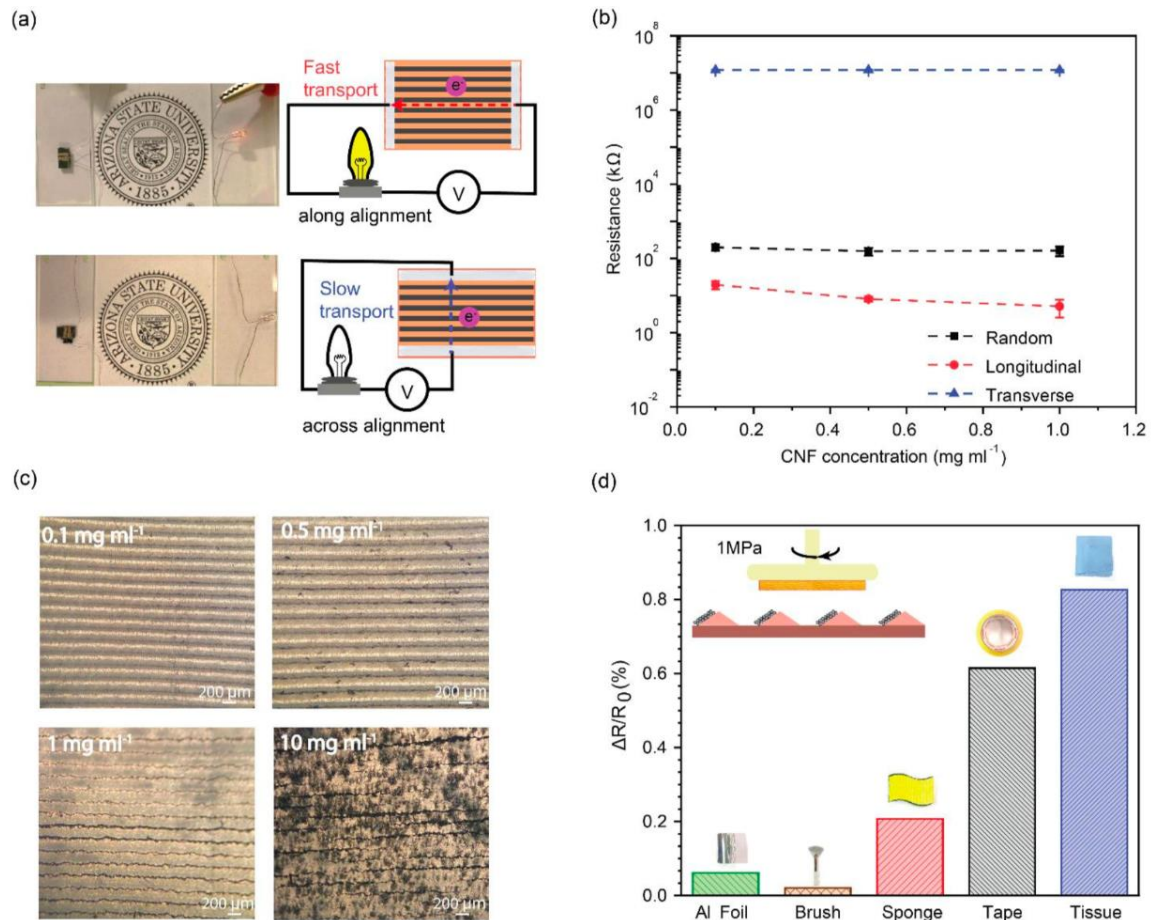 (a)
ARIZONA STATE UNIVERSITY
1885
Fast
transport
e-
V
along alignment
ARIZONA STATE UNIVERSITY
1885
Slow
transport
e-
V
across alignment
(b)
10^8
10^6
10^4
10^2
10^0
10^-2
Resistance (kΩ)
Random
Longitudinal
Transverse
0.0 0.2 0.4 0.6 0.8 1.0 1.2
CNF concentration (mg ml^-1)
(c)
0.1 mg ml^-1
200 µm
0.5 mg ml^-1
200 µm
1 mg ml^-1
200 µm
10 mg ml^-1
200 µm
(d)
1.0
0.8
0.6
0.4
0.2
0.0
ΔR/R0 (%)
1MPa
Al Foil Brush Sponge Tape Tissue